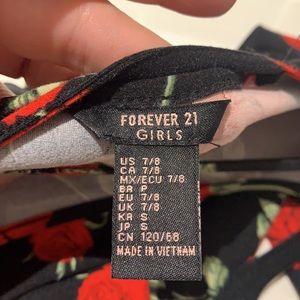 FOREVER 21
GIRLS
US 7/8
CA 7/8
MX/ECU 7/8
BR P
EU 7/8
UK 7/8
KR S
JP S
CN 120/68
MADE IN VIETNAM